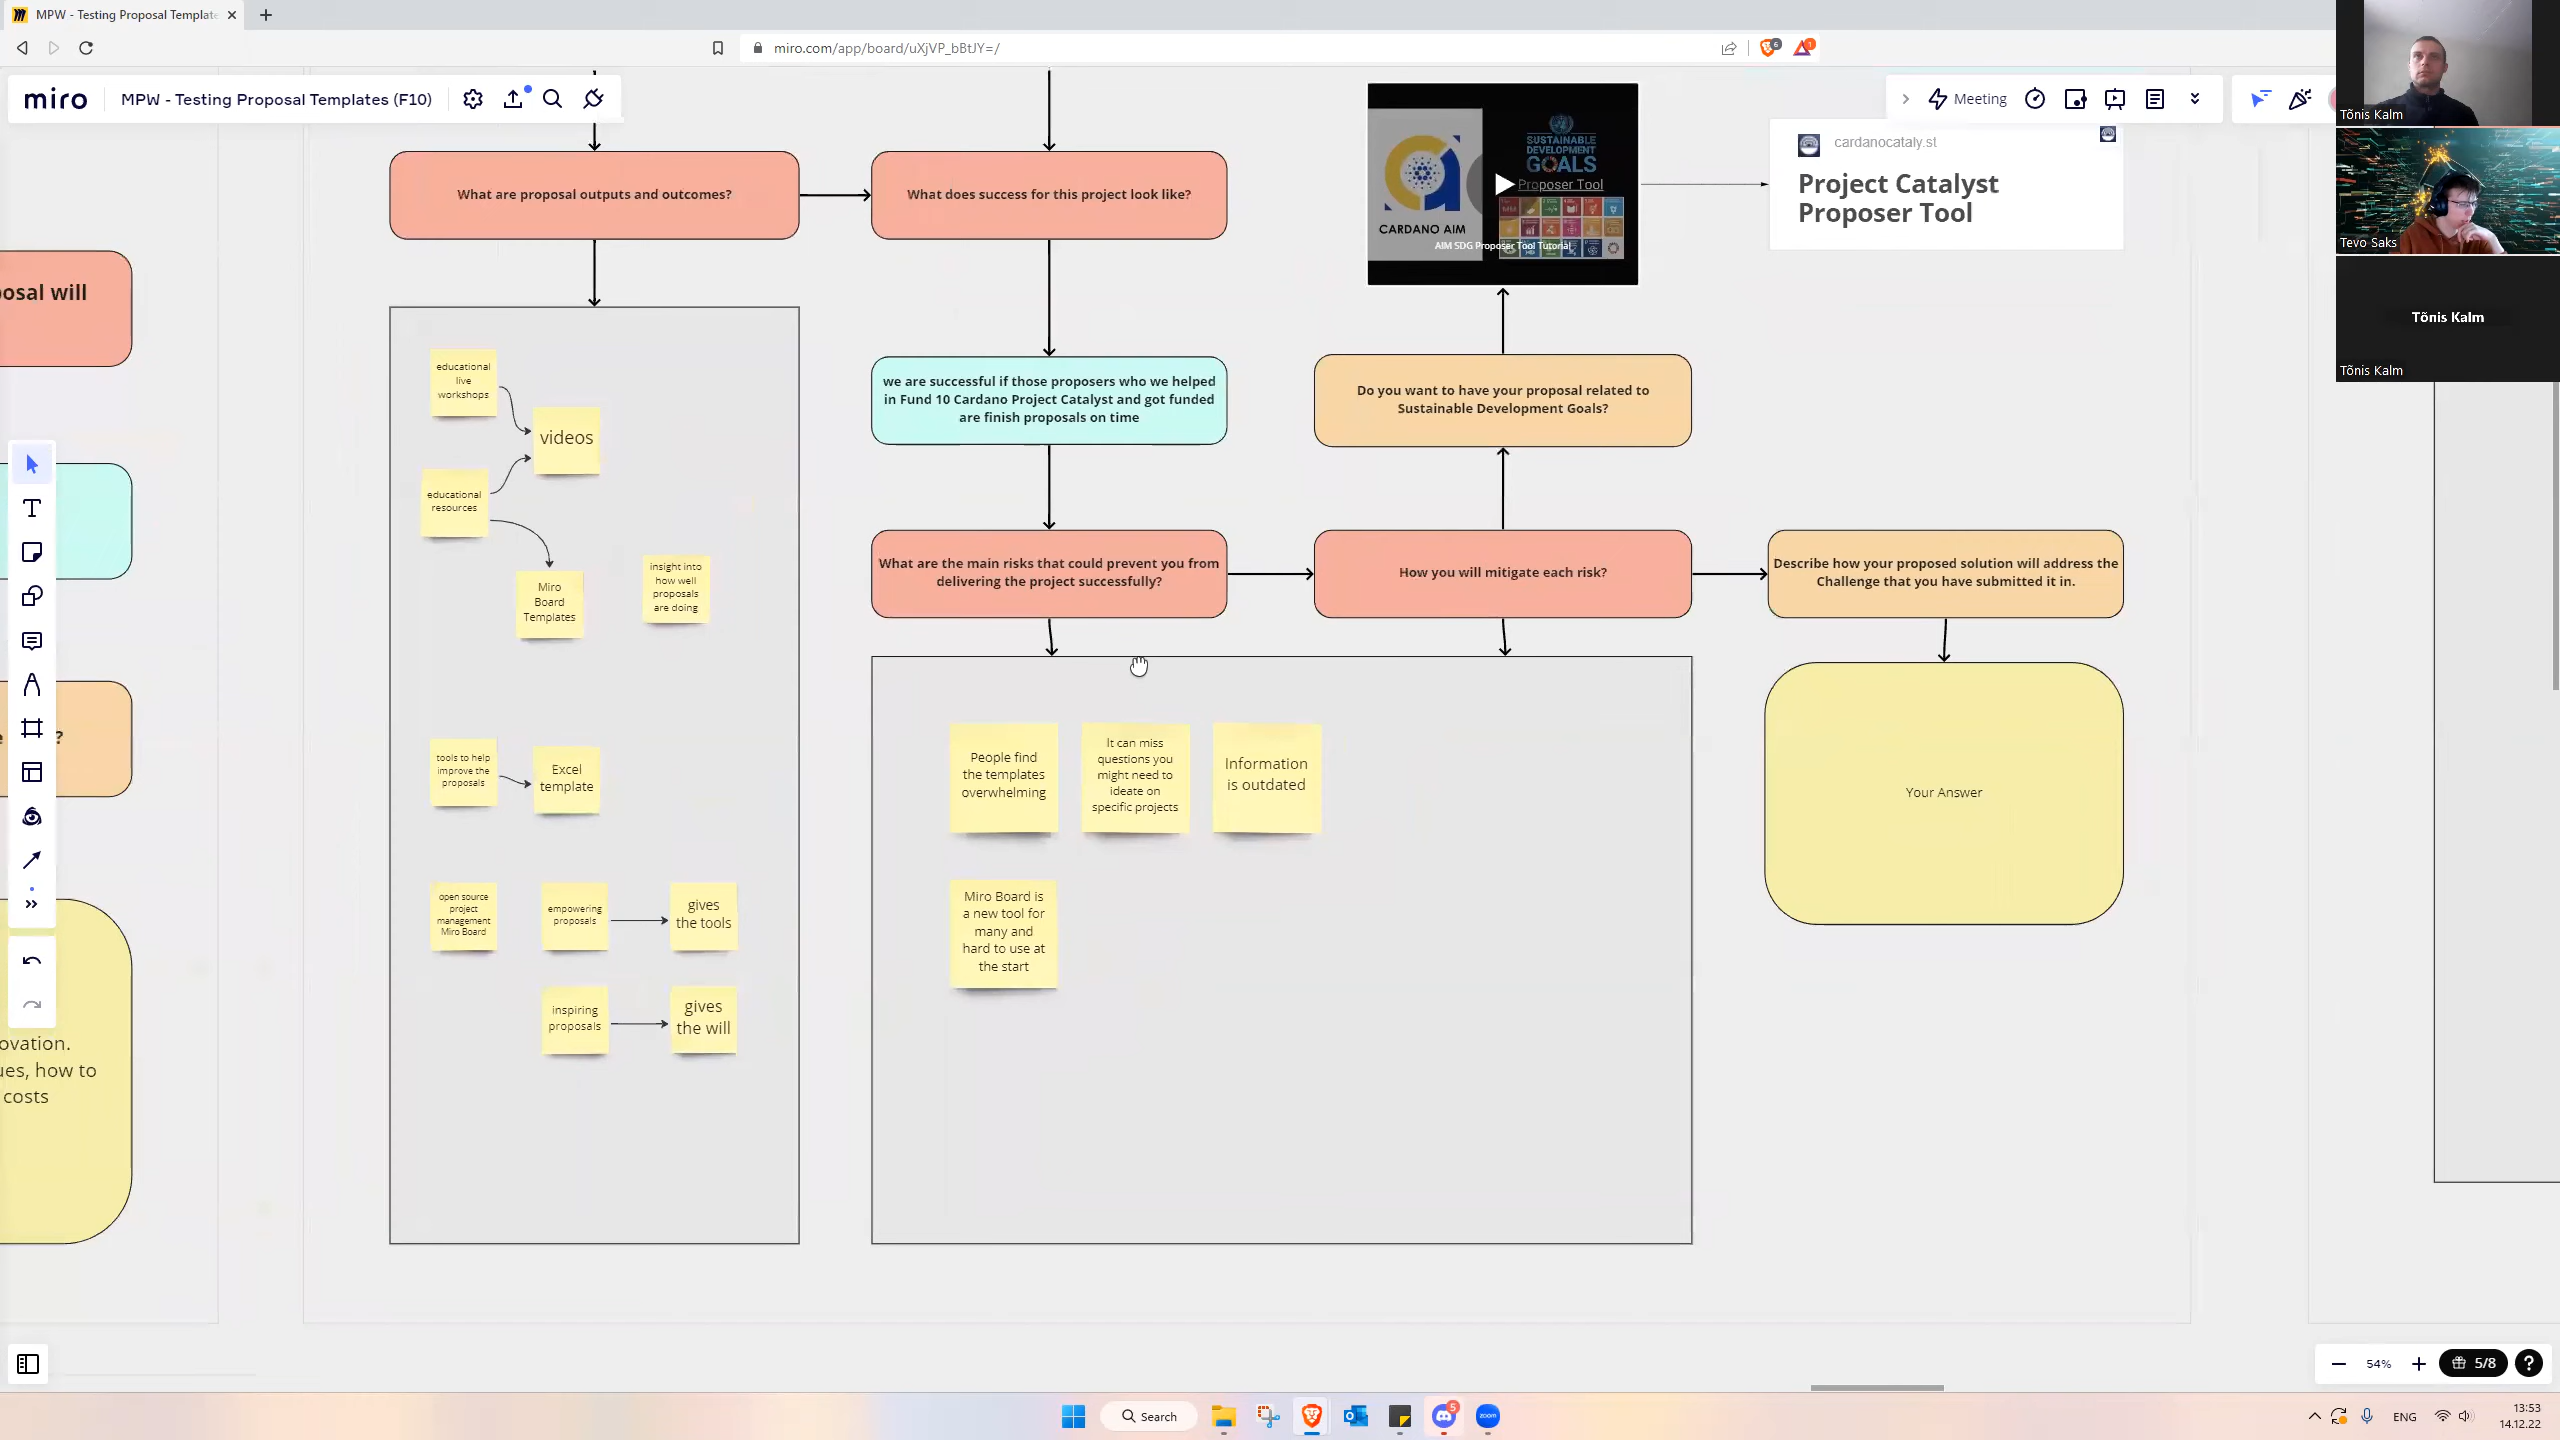 MPW - Testing Proposal Template
miro.com/app/board/uXjVP_bBtJY=/
6
1
miro
MPW - Testing Proposal Templates (F10)
Meeting
Tõnis Kalm
Tevo Saks
Tõnis Kalm
Tõnis Kalm
What are proposal outputs and outcomes?
What does success for this project look like?
CARDANO AIM
SUSTAINABLE
DEVELOPMENT
GOALS
Proposer Tool
AIM SDG Proposer Tool Tutorial
cardanocataly.st
Project Catalyst
Proposer Tool
posal will
e
?
ovation.
ues, how to
costs
educational
live
workshops
videos
educational
resources
Miro
Board
Templates
insight into
how well
proposals
are doing
tools to help
improve the
proposals
Excel
template
open source
project
management
Miro Board
empowering
proposals
gives
the tools
inspiring
proposals
gives
the will
we are successful if those proposers who we helped
in Fund 10 Cardano Project Catalyst and got funded
are finish proposals on time
Do you want to have your proposal related to
Sustainable Development Goals?
What are the main risks that could prevent you from
delivering the project successfully?
How you will mitigate each risk?
Describe how your proposed solution will address the
Challenge that you have submitted it in.
People find
the templates
overwhelming
It can miss
questions you
might need to
ideate on
specific projects
Information
is outdated
Miro Board is
a new tool for
many and
hard to use at
the start
Your Answer
54%
5/8
?
Search
5
zoom
ENG
13:53
14.12.22